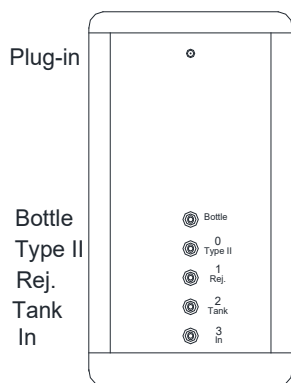 Plug-in
Bottle
Bottle
Type II
0
Type II
Rej.
1
Rej.
Tank
2
Tank
In
3
In